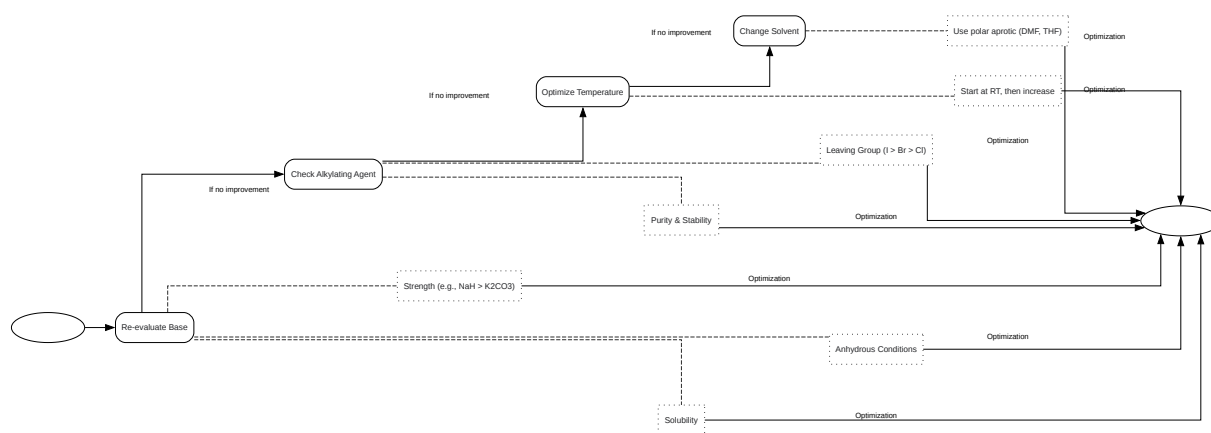 If no improvement
Change Solvent
Use polar aprotic (DMF, THF)
Optimization
If no improvement
Optimize Temperature
Start at RT, then increase
Optimization
Optimization
Leaving Group (I > Br > Cl)
Check Alkylating Agent
If no improvement
Purity & Stability
Optimization
Optimization
Strength (e.g., NaH > K2CO3)
Re-evaluate Base
Optimization
Anhydrous Conditions
Optimization
Solubility